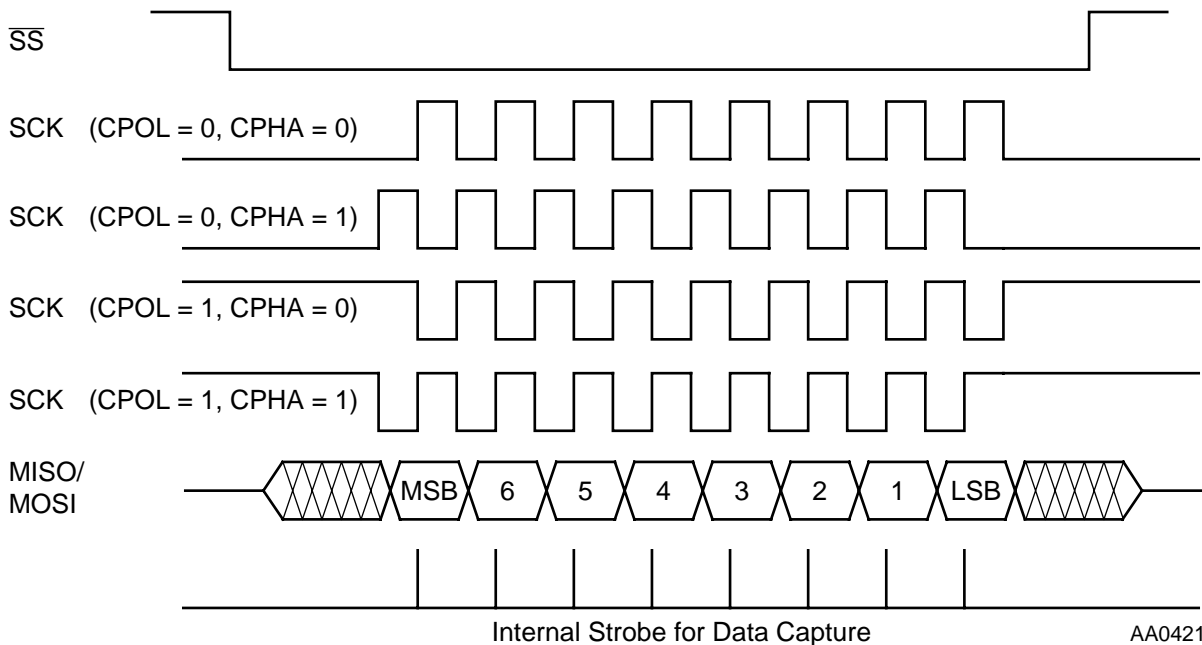 SS
SCK (CPOL = 0, CPHA = 0)
SCK (CPOL = 0, CPHA = 1)
SCK (CPOL = 1, CPHA = 0)
SCK (CPOL = 1, CPHA = 1)
MISO/
MOSI
MSB 6 5 4 3 2 1 LSB
Internal Strobe for Data Capture
AA0421